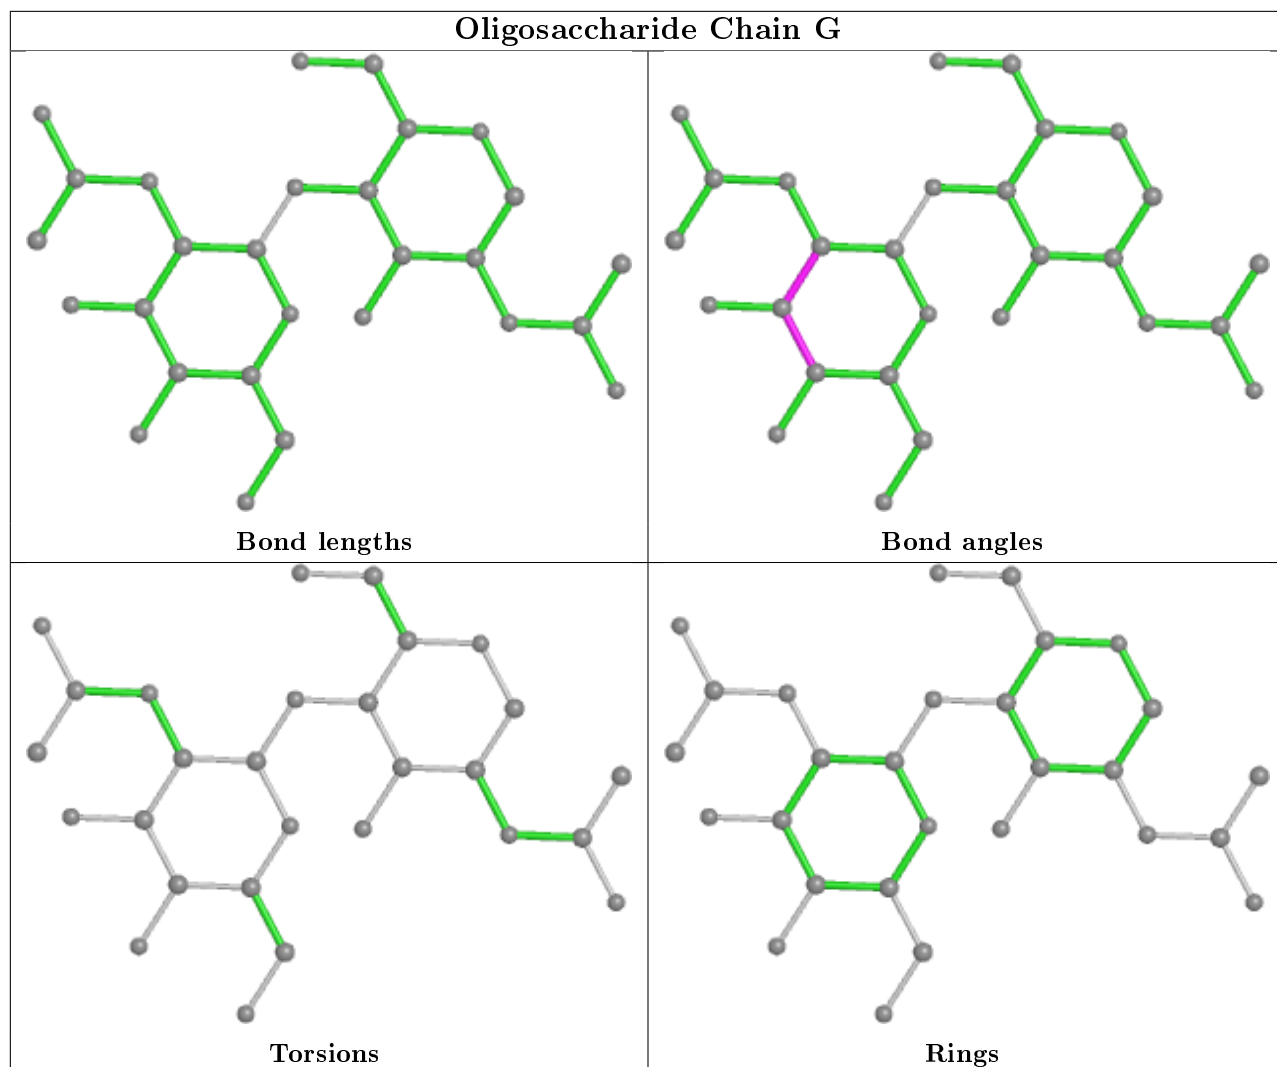 Oligosaccharide Chain G
Bond lengths
Bond angles
Torsions
Rings